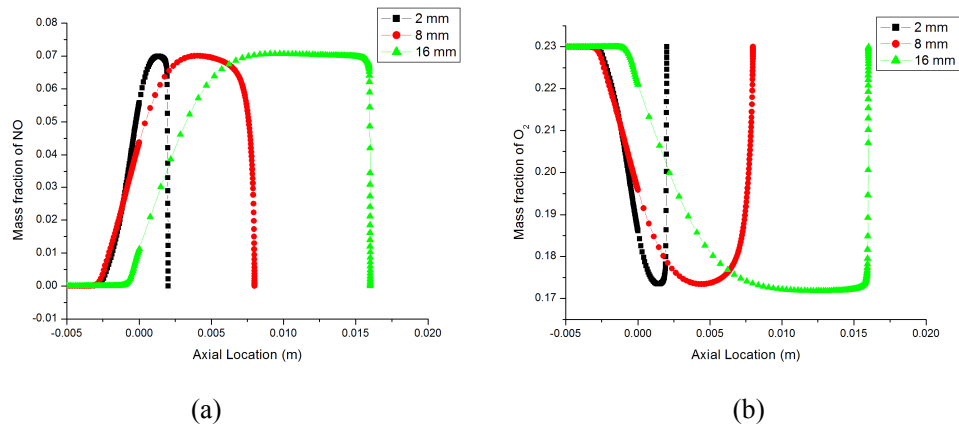 2 mm
8 mm
16 mm
0.09
0.08
0.07
0.06
0.05
0.04
0.03
0.02
0.01
0.00
-0.01
Mass fraction of NO
-0.005 0.000 0.005 0.010 0.015 0.020
Axial Location (m)
(a)
2 mm
8 mm
16 mm
0.23
0.22
0.21
0.20
0.19
0.18
0.17
Mass fraction of O2
-0.005 0.000 0.005 0.010 0.015 0.020
Axial Location (m)
(b)